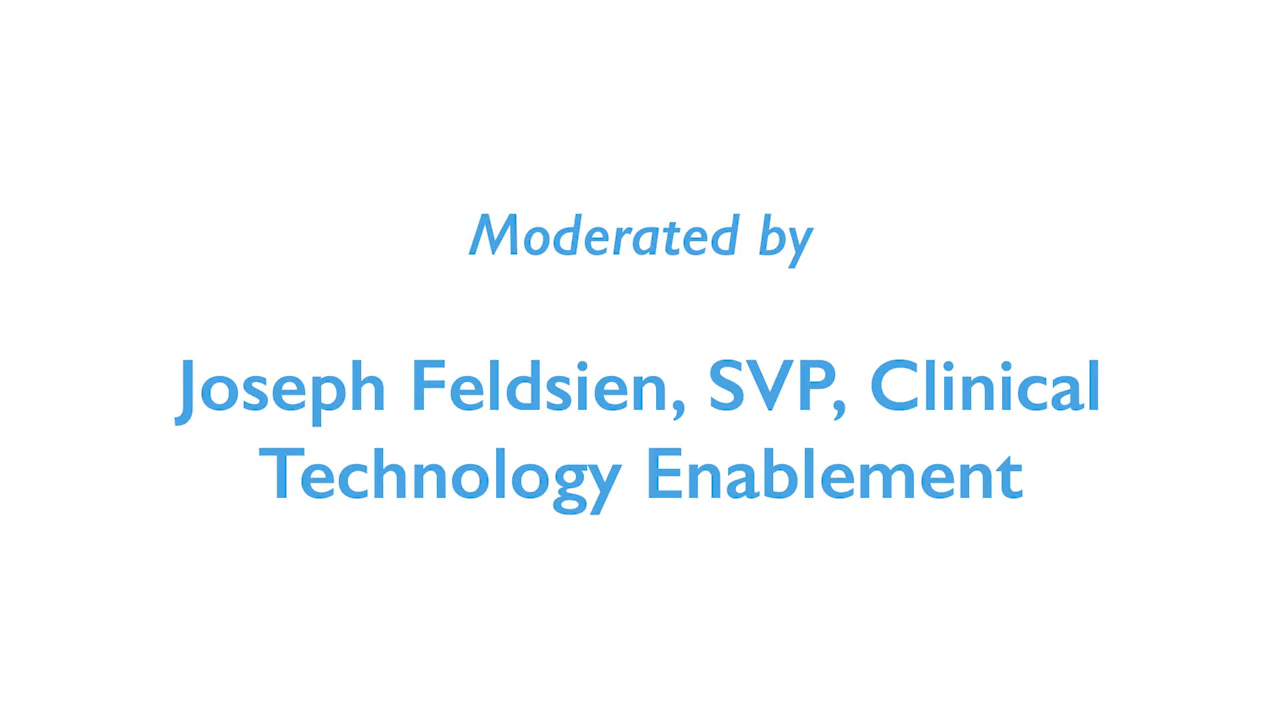 Moderated by
Joseph Feldsien, SVP, Clinical
Technology Enablement